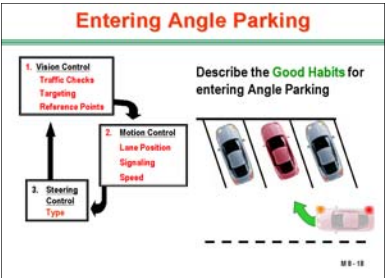 Entering Angle Parking
1. Vision Control
Traffic Checks
Targeting
Reference Points
2. Motion Control
Lane Position
Signaling
Speed
3. Steering
Control
Type
Describe the Good Habits for
entering Angle Parking
M 8 - 18